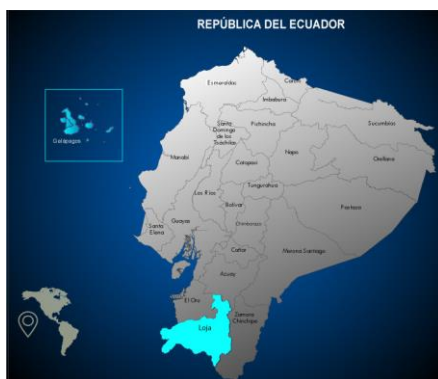 REPÚBLICA DEL ECUADOR
Esmeraldas
Carchi
Imbabura
Santo
Domingo
de los
Tsáchilas
Pichincha
Sucumbíos
Galápagos
Manabí
Cotopaxi
Napo
Orellana
Los Ríos
Tungurahua
Bolívar
Pastaza
Santa
Elena
Guayas
Chimborazo
Cañar
Morona Santiago
Azuay
El Oro
Loja
Zamora
Chinchipe